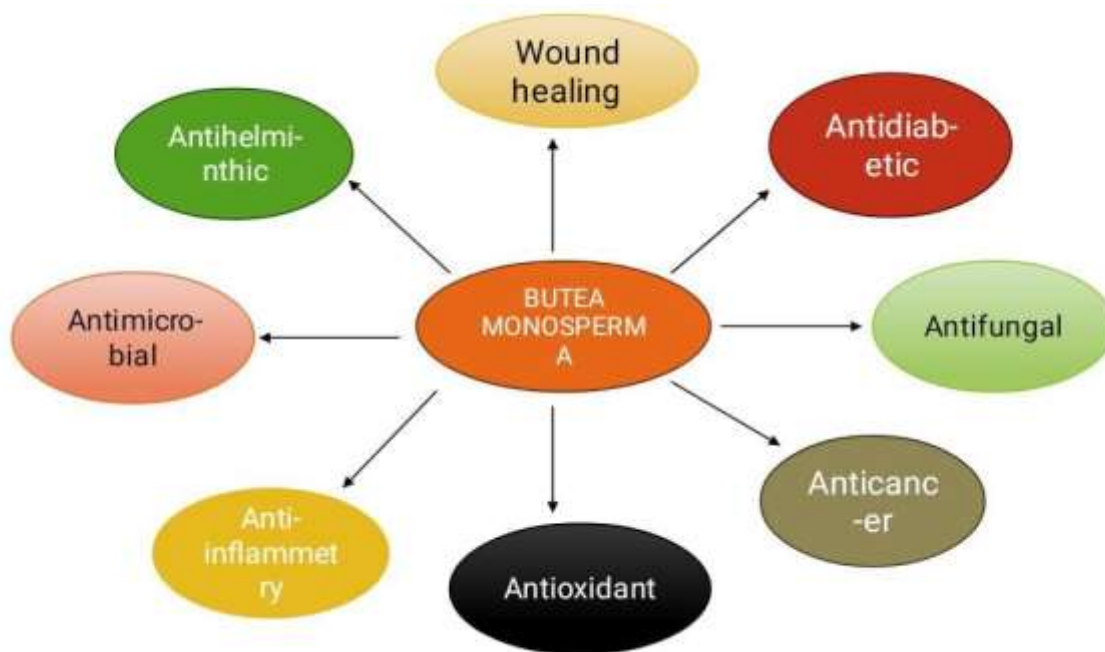 Wound
healing
Antihelmi-
nthic
Antidiab-
etic
BUTEA
MONOSPERM
A
Antimicro-
bial
Antifungal
Anti-
inflammet
ry
Anticanc
-er
Antioxidant